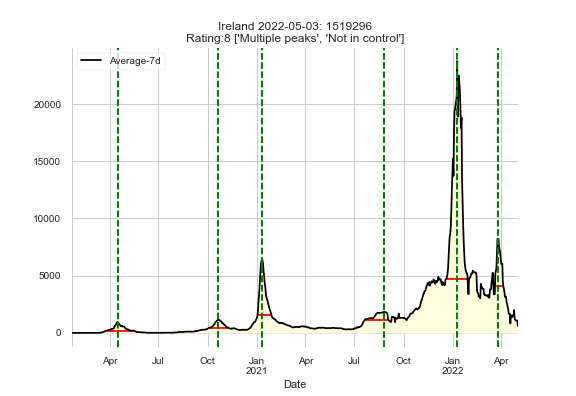 Ireland 2022-05-03: 1519296
Rating:8 ['Multiple peaks', 'Not in control']
Average-7d
20000
15000
10000
5000
0
Apr Jul Oct Jan Apr Jul Oct Jan Apr
2021 2022
Date